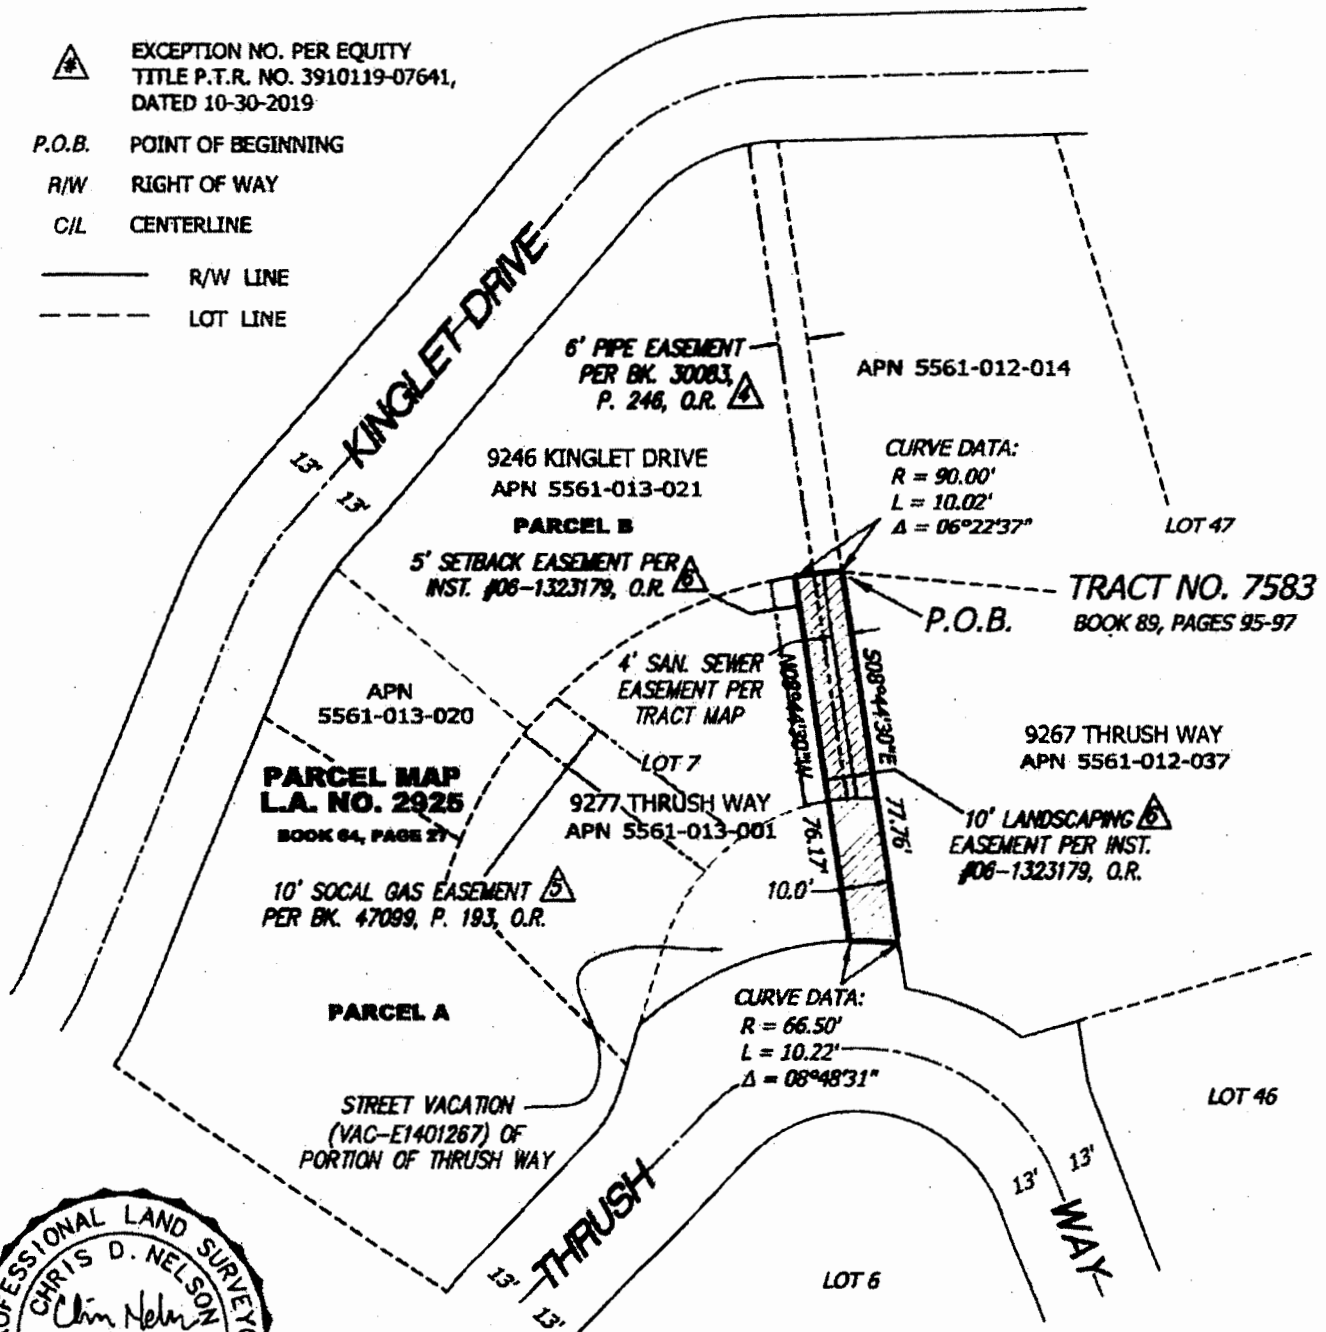 # EXCEPTION NO. PER EQUITY
TITLE P.T.R. NO. 3910119-07641,
DATED 10-30-2019
P.O.B. POINT OF BEGINNING
R/W RIGHT OF WAY
C/L CENTERLINE
R/W LINE
LOT LINE
KINGLET DRIVE
13'
13'
6' PIPE EASEMENT
PER BK. 30083,
P. 246, O.R. 4
APN 5561-012-014
9246 KINGLET DRIVE
APN 5561-013-021
PARCEL B
CURVE DATA:
R = 90.00'
L = 10.02'
Δ = 06°22'37"
LOT 47
5' SETBACK EASEMENT PER
INST. #06-1323179, O.R. 6
TRACT NO. 7583
BOOK 89, PAGES 95-97
P.O.B.
4' SAN. SEWER
EASEMENT PER
TRACT MAP
N08°44'30"W
76.17'
S08°44'30"E
77.76'
APN
5561-013-020
LOT 7
9267 THRUSH WAY
APN 5561-012-037
PARCEL MAP
L.A. NO. 2925
BOOK 64, PAGE 27
9277 THRUSH WAY
APN 5561-013-001
10' LANDSCAPING 6
EASEMENT PER INST.
#06-1323179, O.R.
10' SOCAL GAS EASEMENT 5
PER BK. 47099, P. 193, O.R.
10.0'
PARCEL A
CURVE DATA:
R = 66.50'
L = 10.22'
Δ = 08°48'31"
STREET VACATION
(VAC-E1401267) OF
PORTION OF THRUSH WAY
LOT 46
13'
13'
THRUSH
WAY
13'
13'
LOT 6
PROFESSIONAL LAND SURVEYO
CHRIS D. NELSON